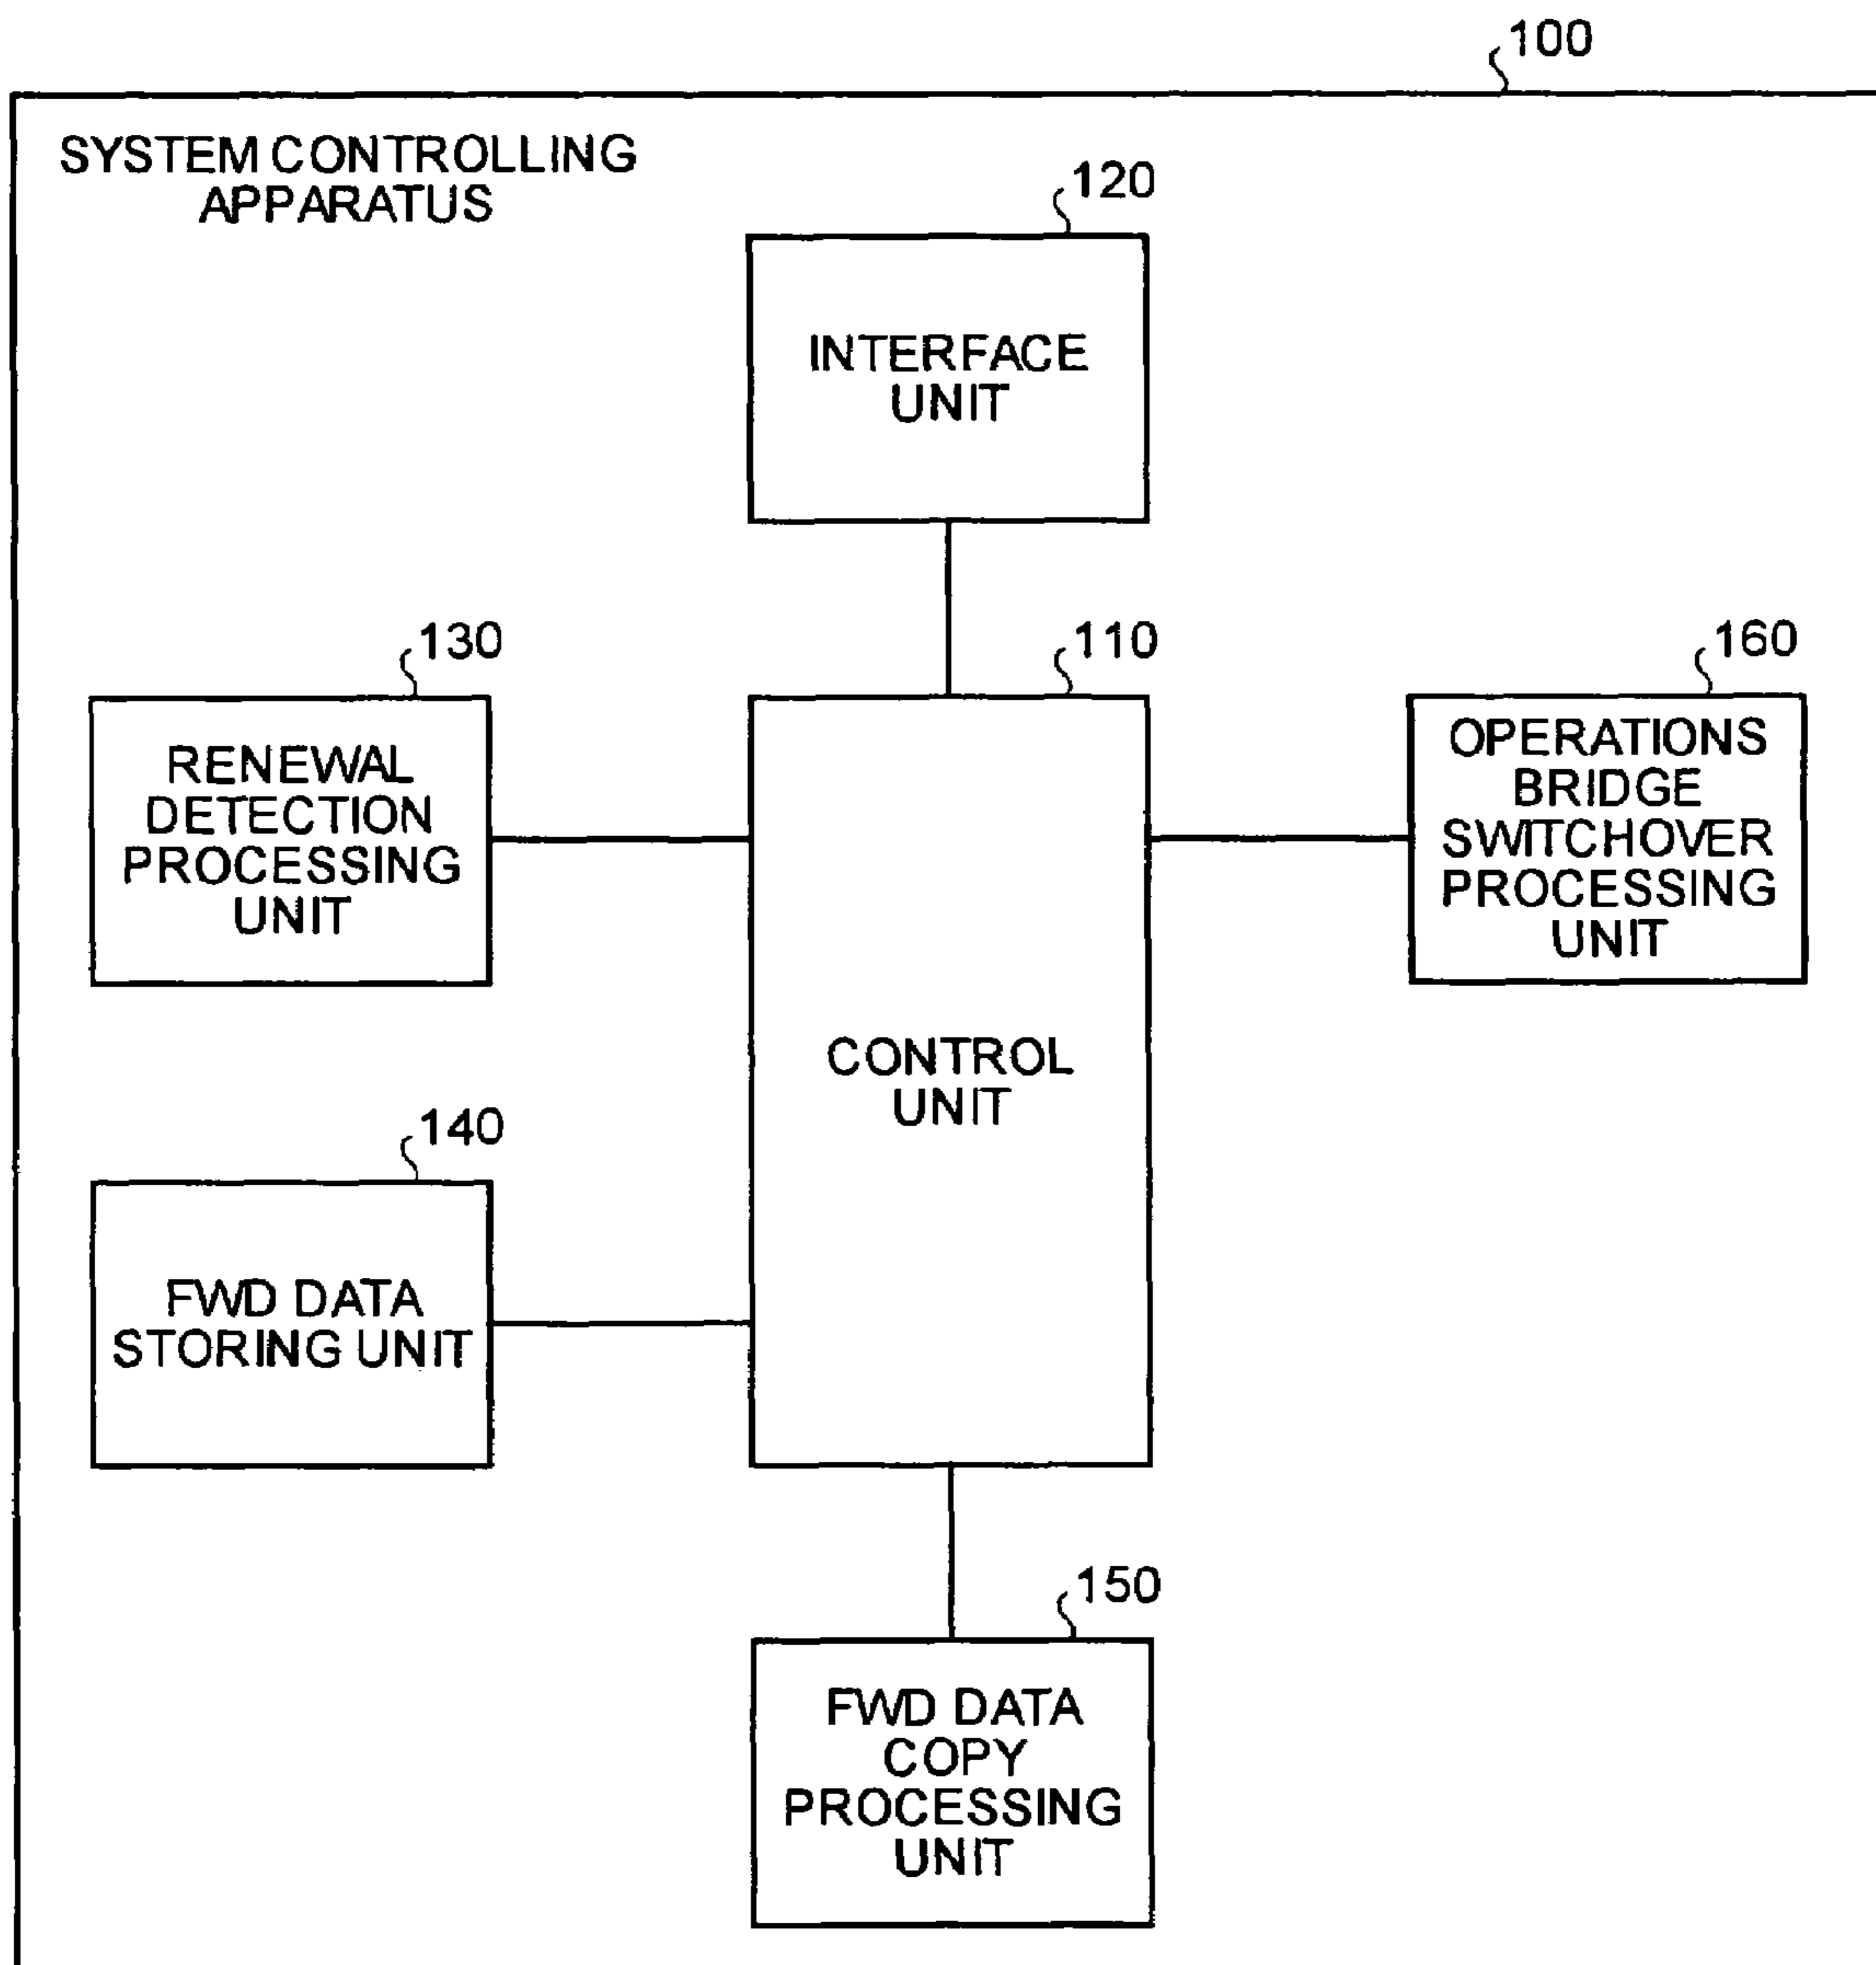 100
SYSTEM CONTROLLING
APPARATUS
120
INTERFACE
UNIT
130
110
160
RENEWAL
DETECTION
PROCESSING
UNIT
OPERATIONS
BRIDGE
SWITCHOVER
PROCESSING
UNIT
CONTROL
UNIT
140
FWD DATA
STORING UNIT
150
FWD DATA
COPY
PROCESSING
UNIT